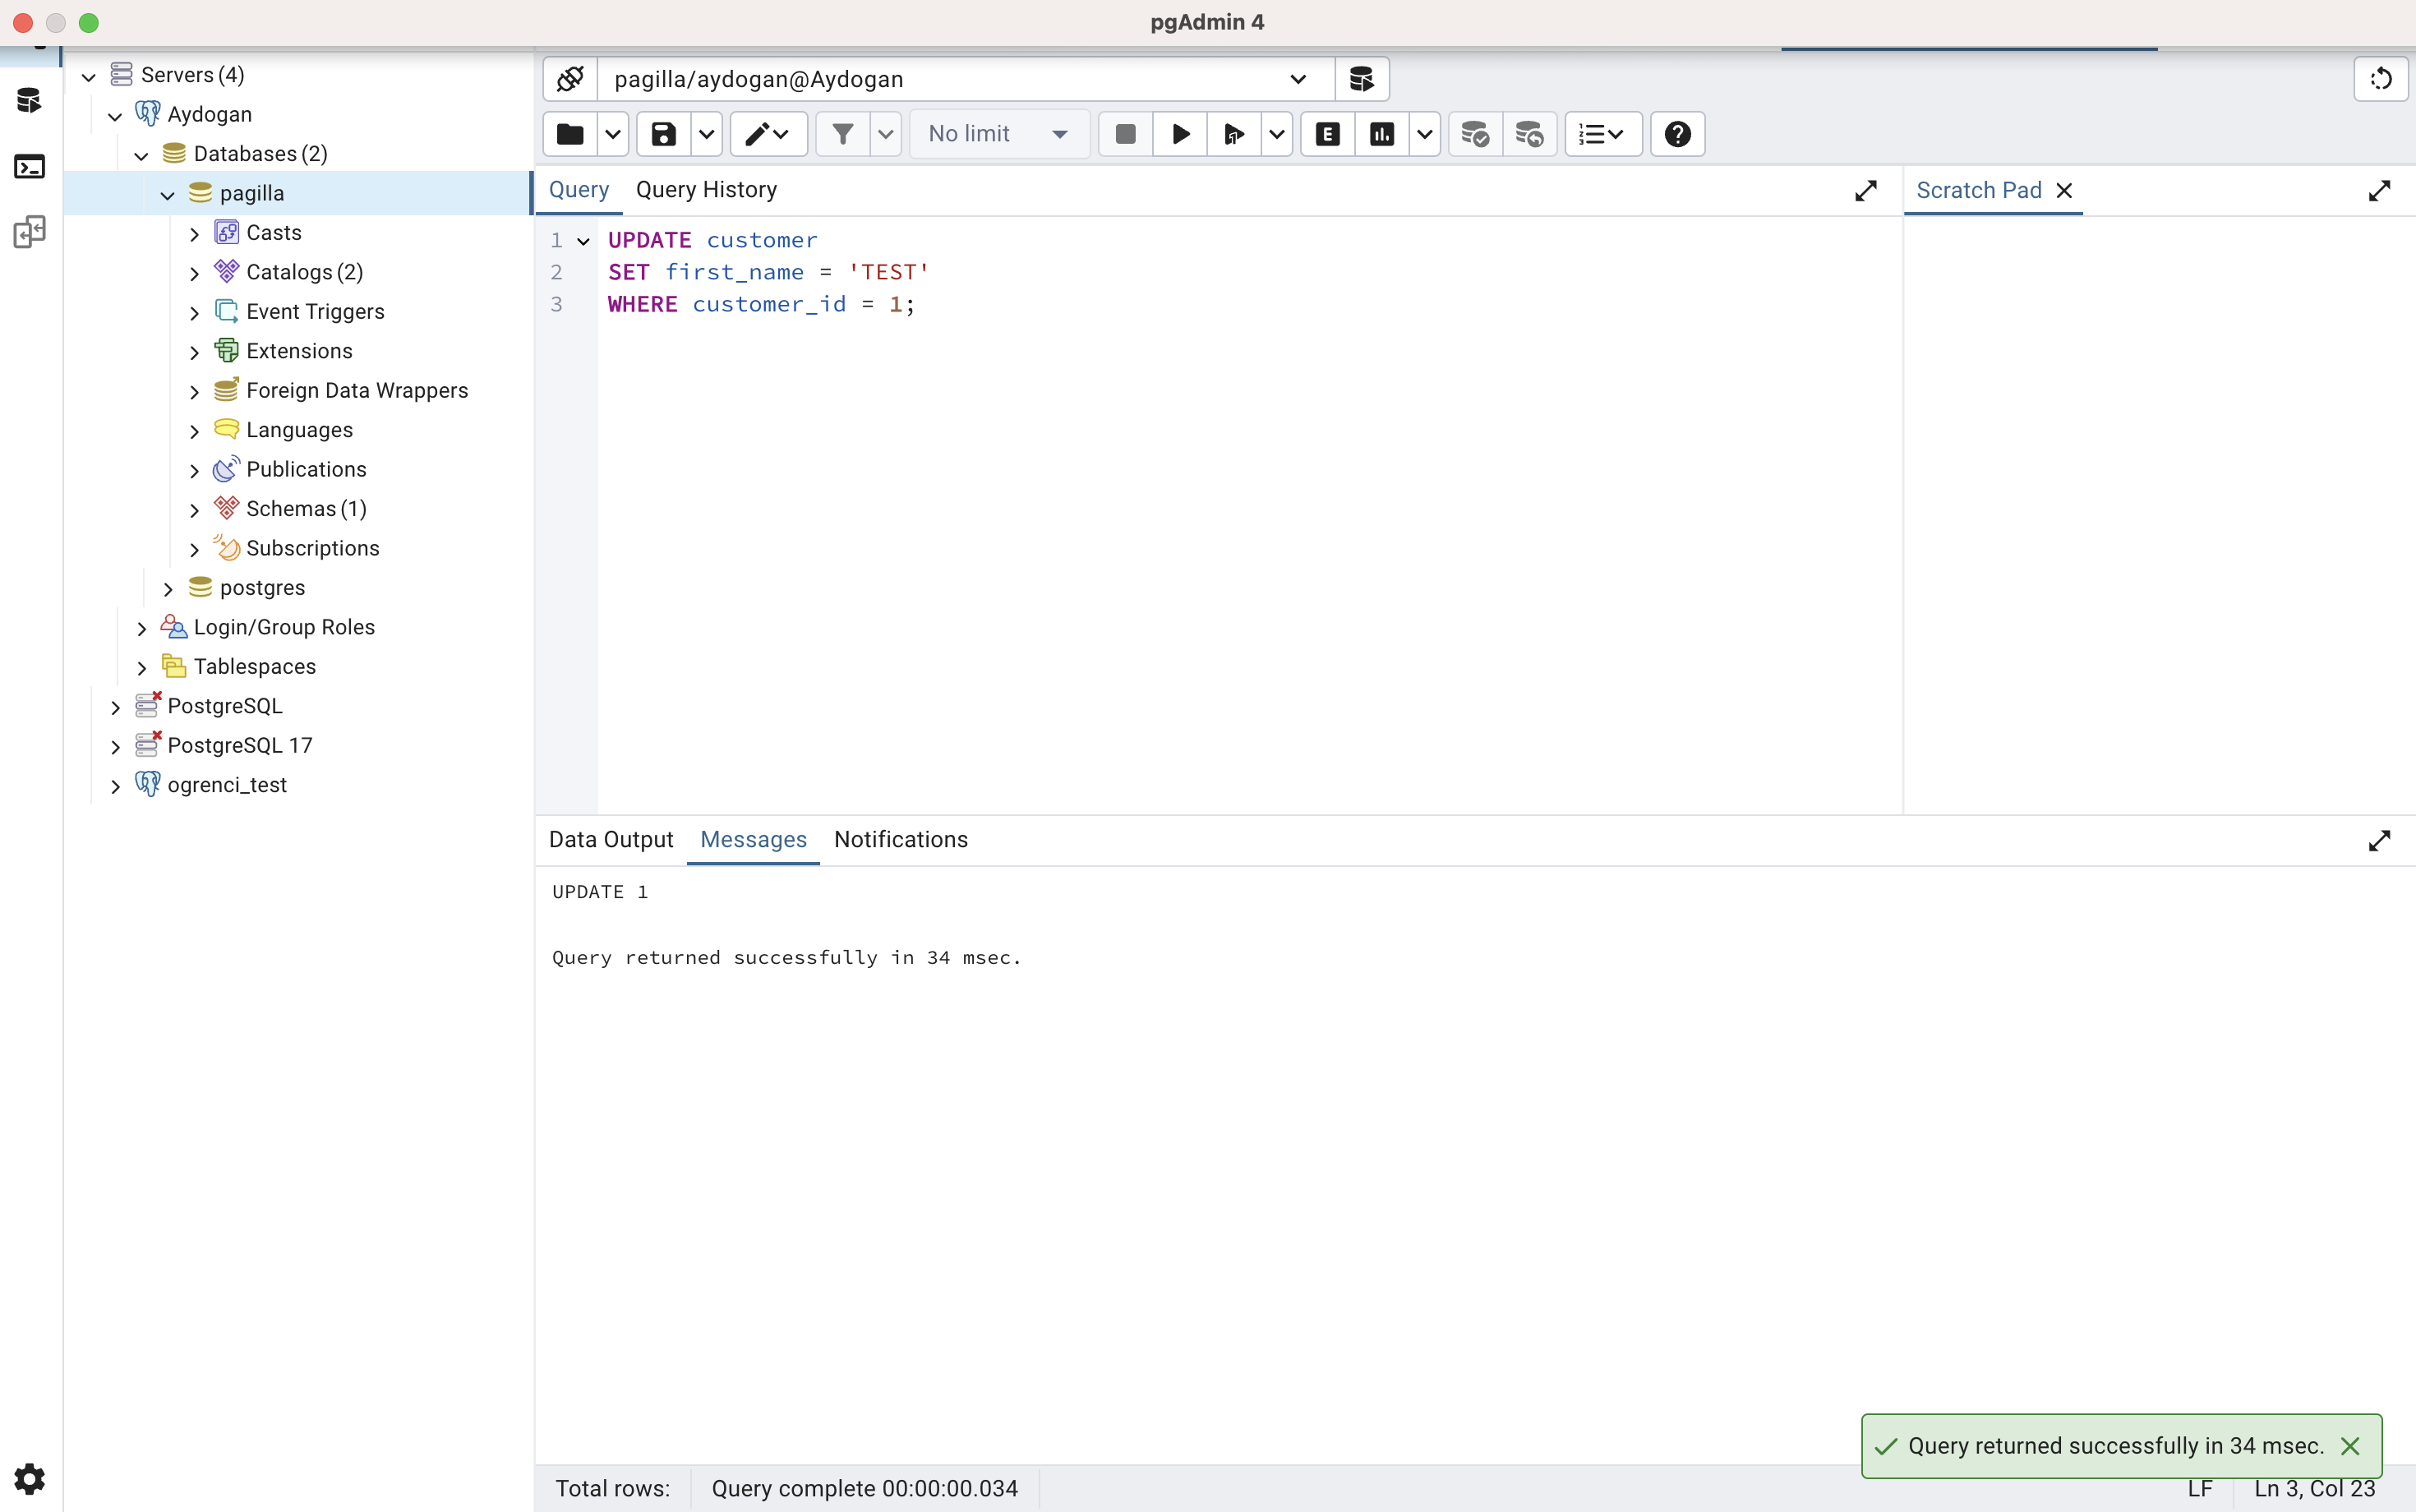 pgAdmin 4
Servers (4)
Aydogan
Databases (2)
pagilla
Casts
Catalogs (2)
Event Triggers
Extensions
Foreign Data Wrappers
Languages
Publications
Schemas (1)
Subscriptions
postgres
Login/Group Roles
Tablespaces
PostgreSQL
PostgreSQL 17
ogrenci_test
pagilla/aydogan@Aydogan
No limit
E
Query Query History
Scratch Pad
1 UPDATE customer
2 SET first_name = 'TEST'
3 WHERE customer_id = 1;
Data Output Messages Notifications
UPDATE 1
Query returned successfully in 34 msec.
Query returned successfully in 34 msec.
Total rows: Query complete 00:00:00.034 LF Ln 3, Col 23